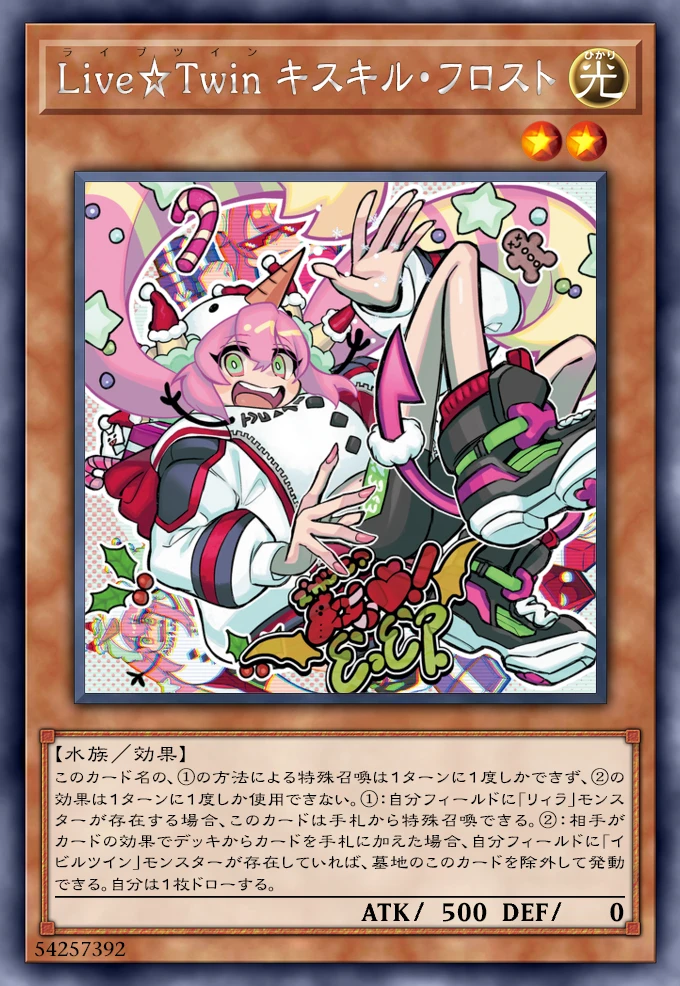 ライブツイン
Live☆Twin キスキル・フロスト
ひかり
光
【水族／効果】
このカード名の、①の方法による特殊召喚は１ターンに１度しかできず、②の
効果は１ターンに１度しか使用できない。①：自分フィールドに「リィラ」モンス
ターが存在する場合、このカードは手札から特殊召喚できる。②：相手が
カードの効果でデッキからカードを手札に加えた場合、自分フィールドに「イ
ビルツイン」モンスターが存在していれば、墓地のこのカードを除外して発動
できる。自分は１枚ドローする。
ATK/ 500 DEF/ 0
54257392